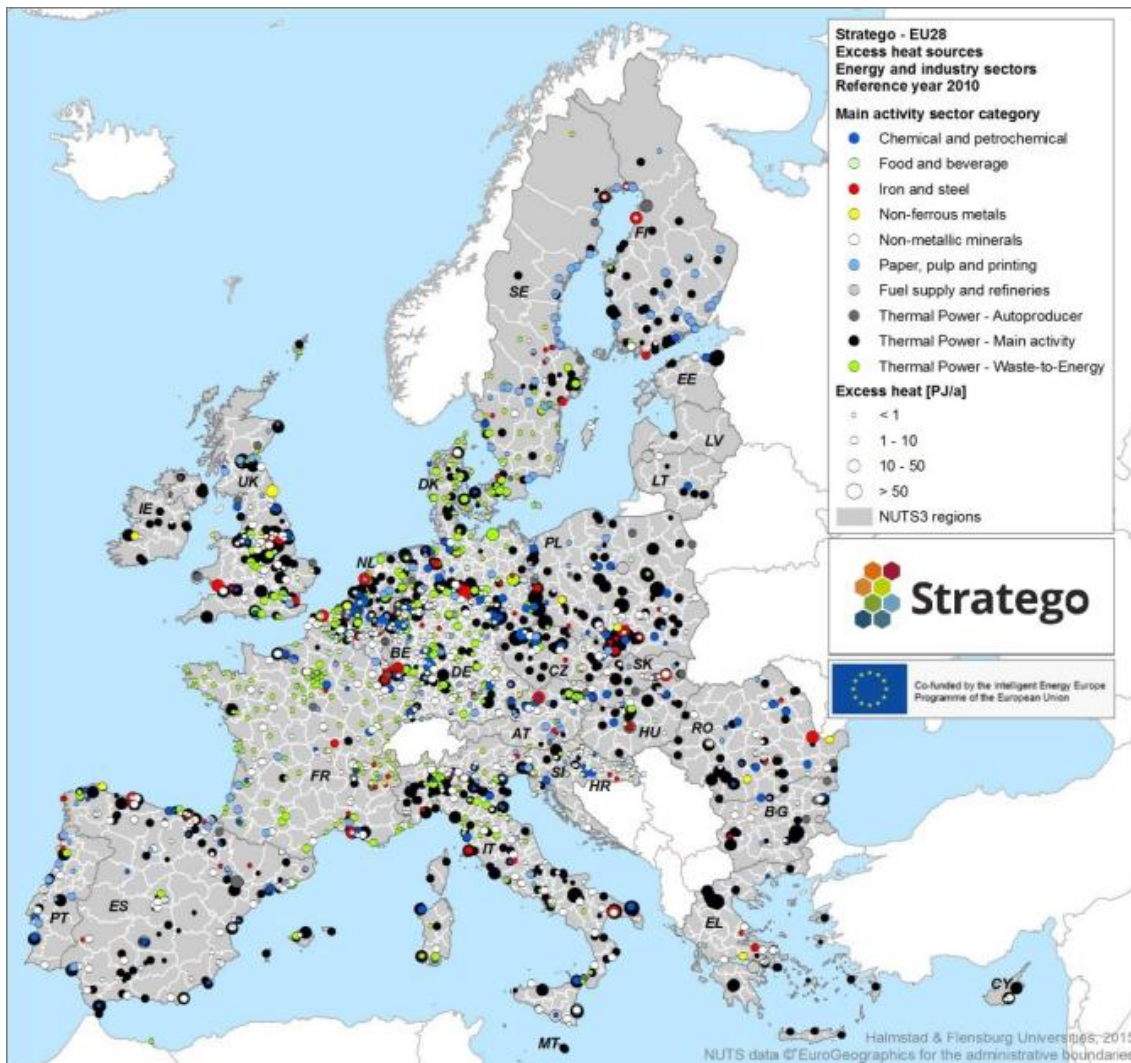 Stratego - EU28
Excess heat sources
Energy and industry sectors
Reference year 2010
Main activity sector category
Chemical and petrochemical
Food and beverage
Iron and steel
Non-ferrous metals
Non-metallic minerals
Paper, pulp and printing
Fuel supply and refineries
Thermal Power - Autoproducer
Thermal Power - Main activity
Thermal Power - Waste-to-Energy
Excess heat [PJ/a]
< 1
1 - 10
10 - 50
> 50
NUTS3 regions
Stratego
Co-funded by the Intelligent Energy Europe
Programme of the European Union
FI
SE
EE
LV
LT
DK
UK
IE
NL
PL
BE
DE
CZ
SK
AT
HU
RO
FR
SI
HR
BG
IT
PT
ES
EL
CY
MT
Halmstad & Flensburg Universities, 2015
NUTS data © EuroGeographics for the administrative boundaries